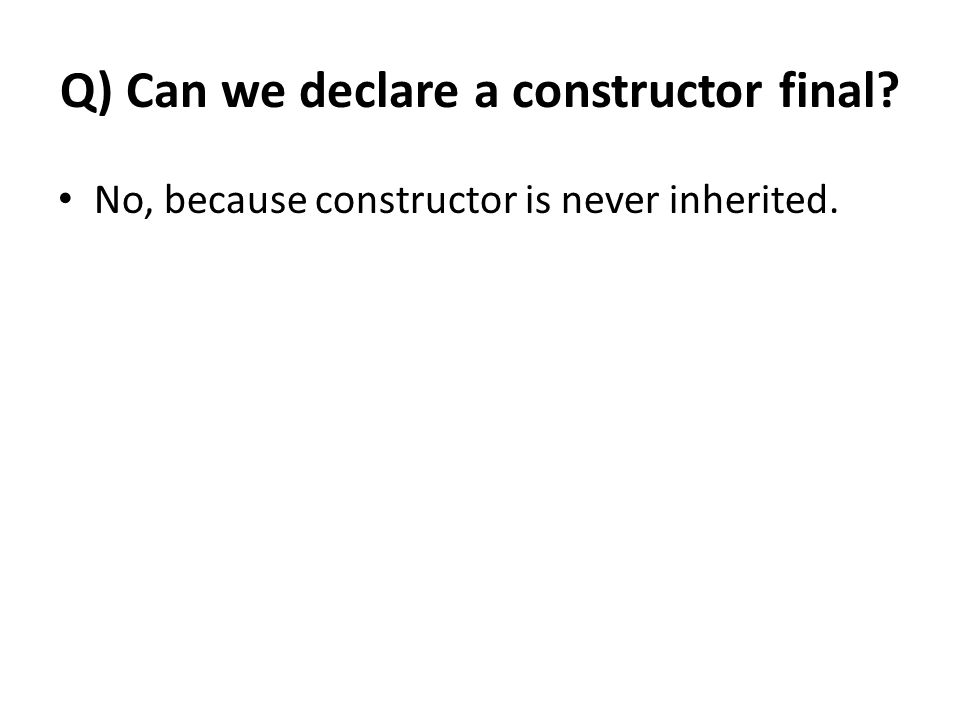 Q) Can we declare a constructor final?
• No, because constructor is never inherited.